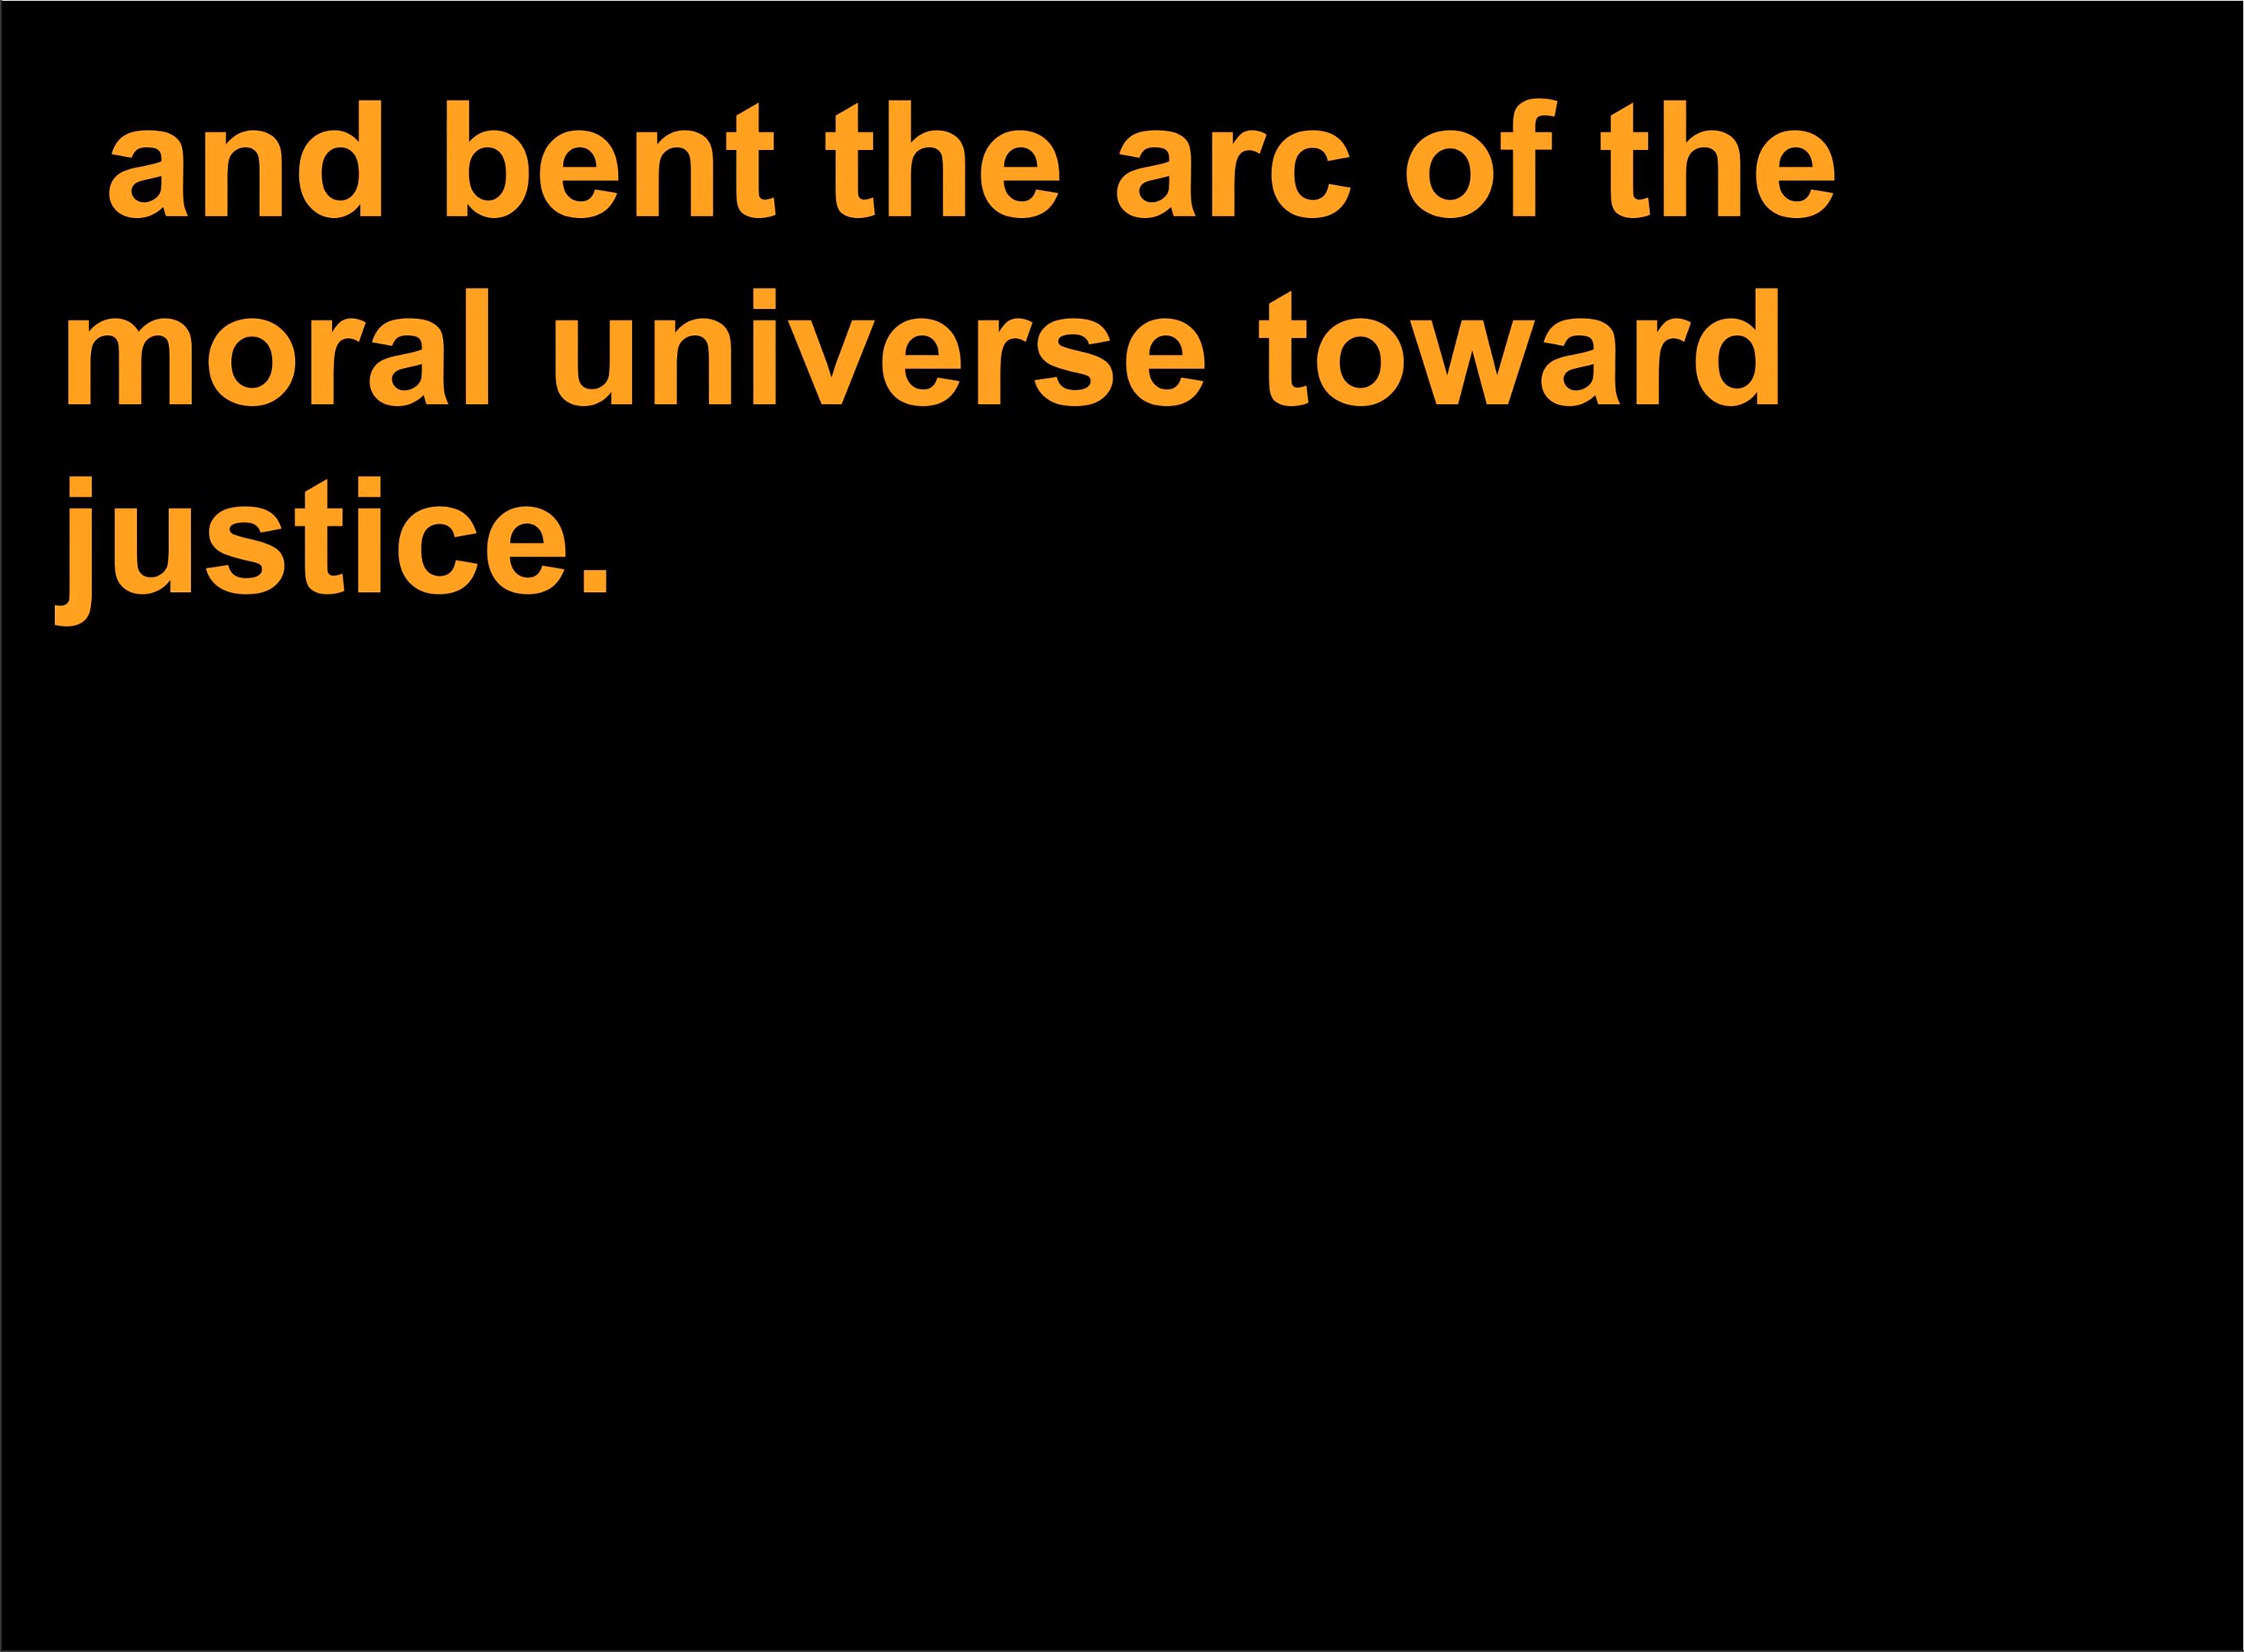 and bent the arc of the
moral universe toward
justice.